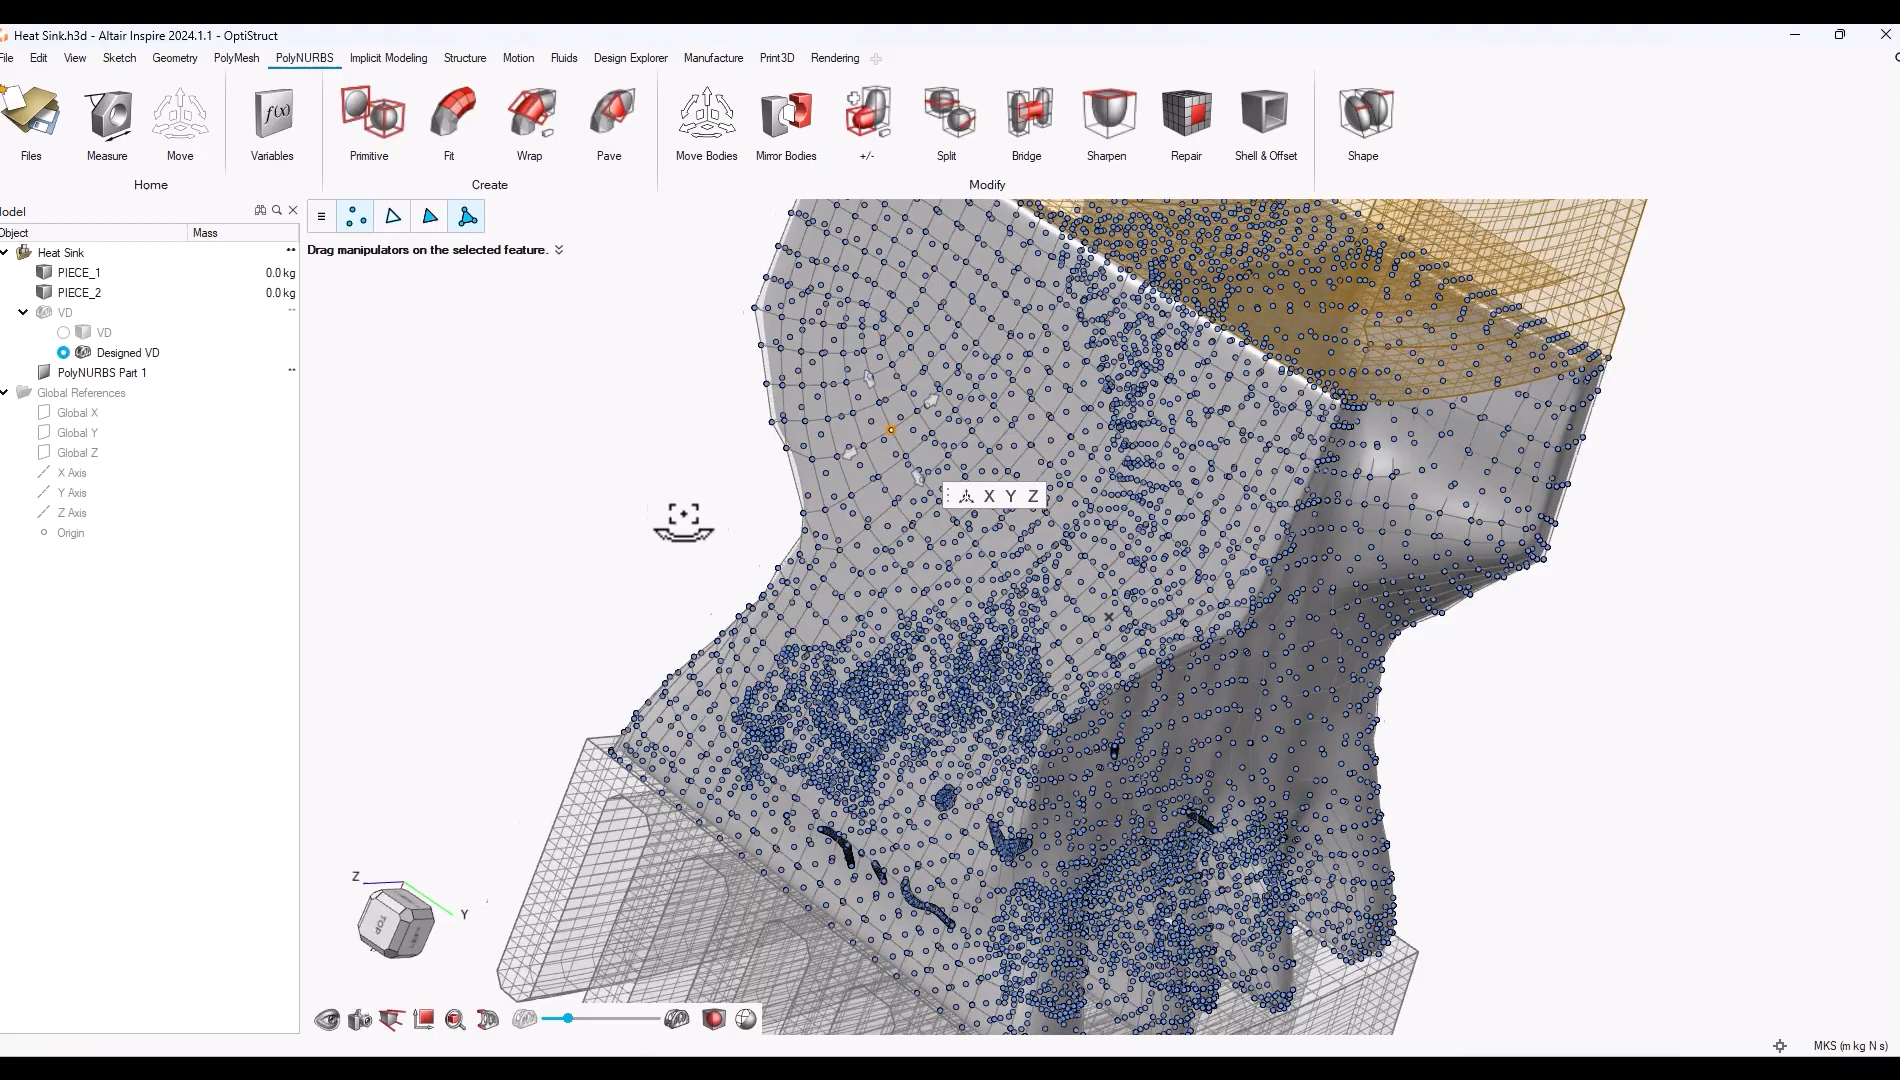 Heat Sink.h3d - Altair Inspire 2024.1.1 - OptiStruct
File Edit View Sketch Geometry PolyMesh PolyNURBS Implicit Modeling Structure Motion Fluids Design Explorer Manufacture Print3D Rendering
f(x)
Files Measure Move Variables Primitive Fit Wrap Pave Move Bodies Mirror Bodies +/- Split Bridge Sharpen Repair Shell & Offset Shape
Home Create Modify
odel
Object Mass
Drag manipulators on the selected feature.
Heat Sink
PIECE_1 0.0 kg
PIECE_2 0.0 kg
VD
VD
Designed VD
PolyNURBS Part 1
Global References
Global X
Global Y
Global Z
X Axis
Y Axis
Z Axis
Origin
X Y Z
Z
Y
TOP
MKS (m kg N s)